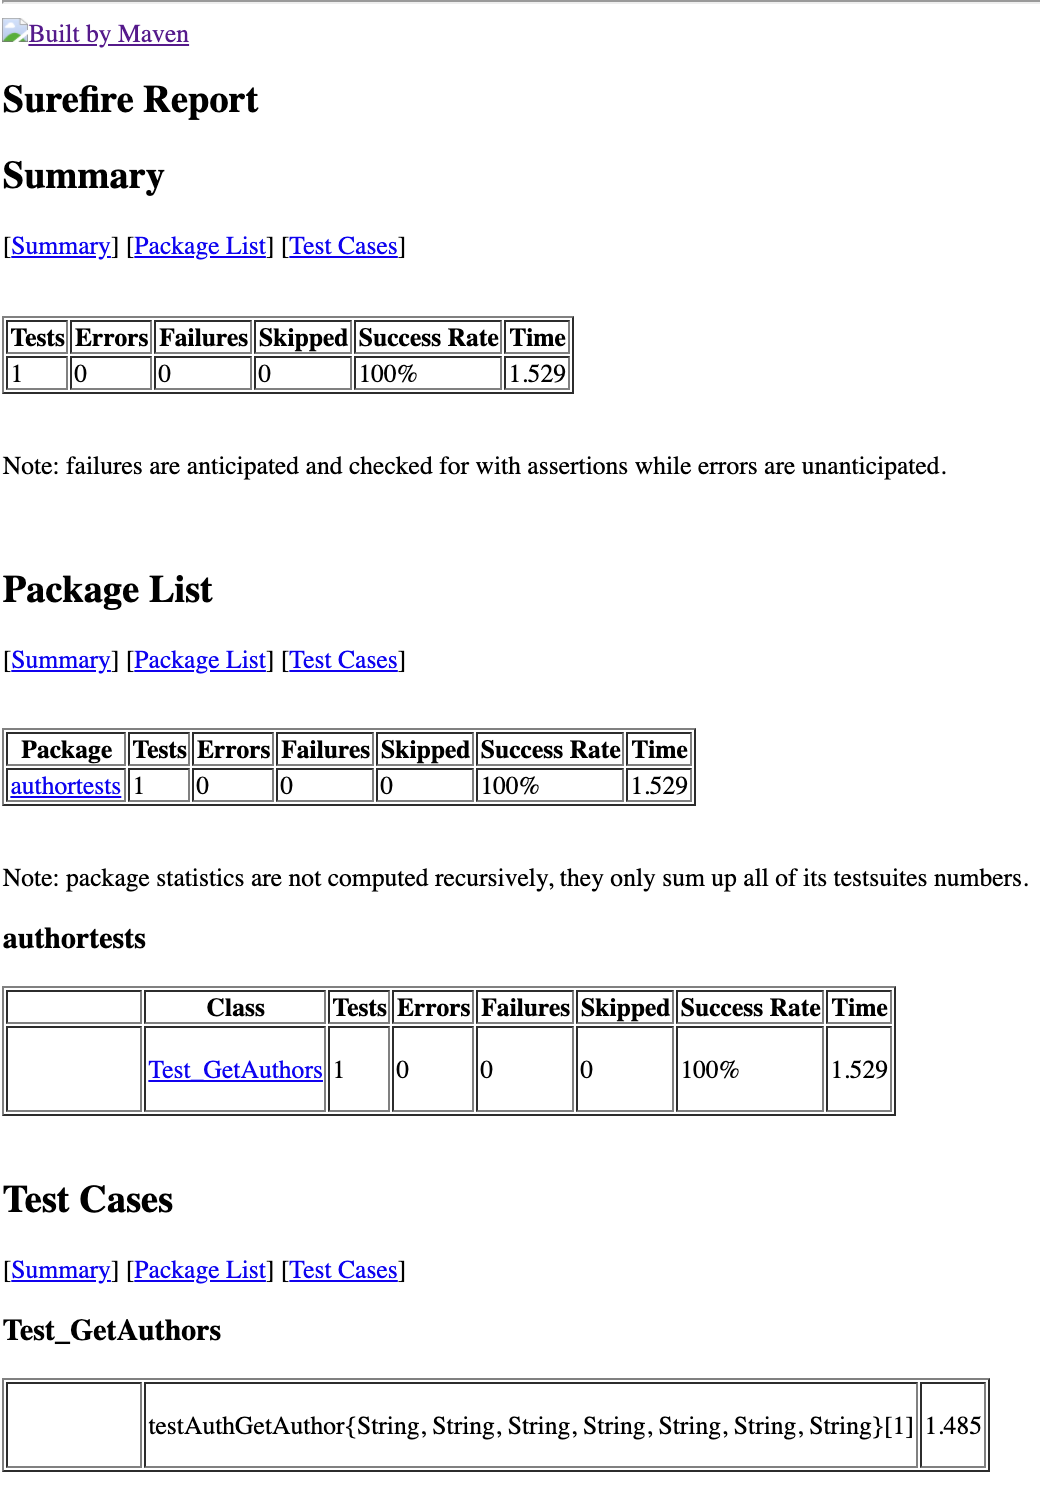 Built by Maven
Surefire Report
Summary
[Summary] [Package List] [Test Cases]
Tests Errors Failures Skipped Success Rate Time
1 0 0 0 100% 1.529
Note: failures are anticipated and checked for with assertions while errors are unanticipated.
Package List
[Summary] [Package List] [Test Cases]
Package Tests Errors Failures Skipped Success Rate Time
authortests 1 0 0 0 100% 1.529
Note: package statistics are not computed recursively, they only sum up all of its testsuites numbers.
authortests
Class Tests Errors Failures Skipped Success Rate Time
Test_GetAuthors 1 0 0 0 100% 1.529
Test Cases
[Summary] [Package List] [Test Cases]
Test_GetAuthors
testAuthGetAuthor{String, String, String, String, String, String, String}[1] 1.485